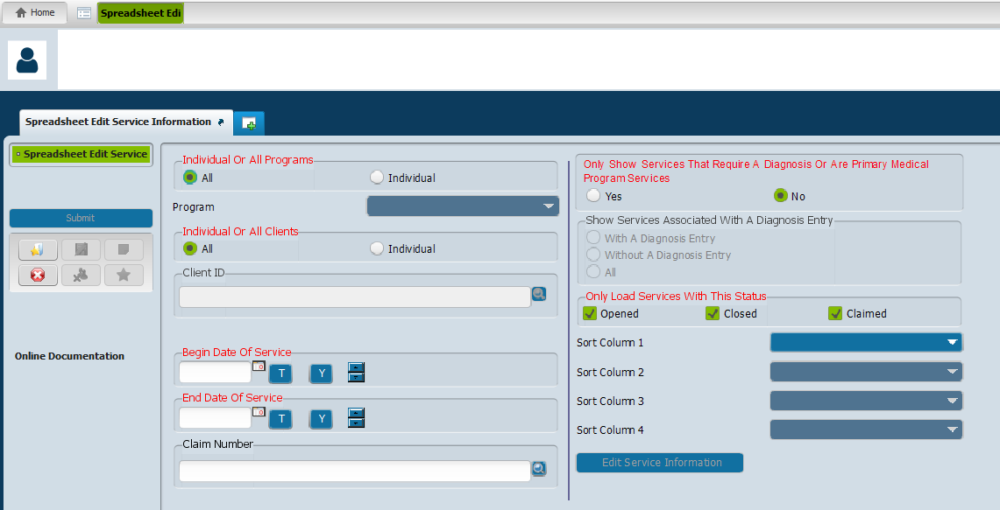 Home
Spreadsheet Edi
Spreadsheet Edit Service Information
Spreadsheet Edit Service
Submit
Online Documentation
Individual Or All Programs
All
Individual
Program
Individual Or All Clients
All
Individual
Client ID
Begin Date Of Service
T
Y
End Date Of Service
T
Y
Claim Number
Only Show Services That Require A Diagnosis Or Are Primary Medical
Program Services
Yes
No
Show Services Associated With A Diagnosis Entry
With A Diagnosis Entry
Without A Diagnosis Entry
All
Only Load Services With This Status
Opened
Closed
Claimed
Sort Column 1
Sort Column 2
Sort Column 3
Sort Column 4
Edit Service Information